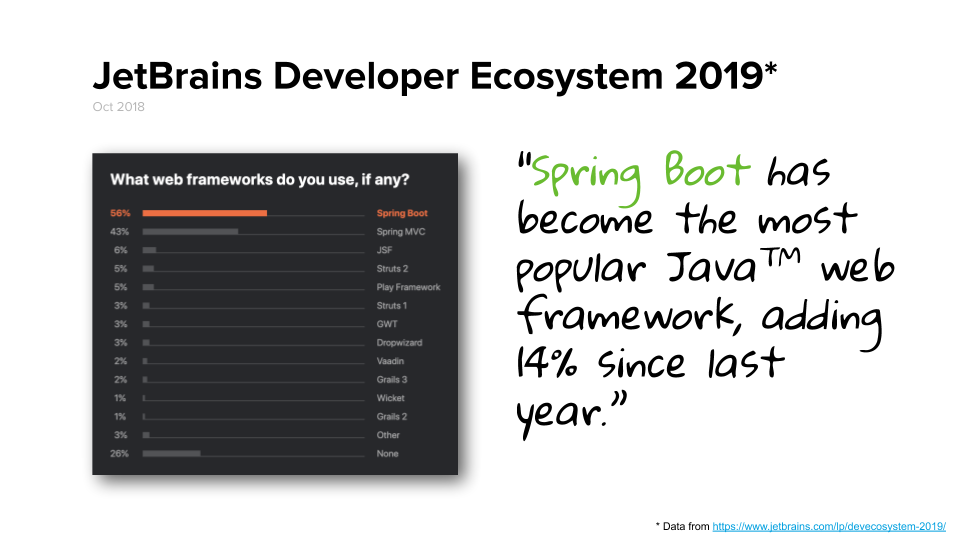 JetBrains Developer Ecosystem 2019*
Oct 2018
What web frameworks do you use, if any?
56% Spring Boot
43% Spring MVC
6% JSF
5% Struts 2
5% Play Framework
3% Struts 1
3% GWT
3% Dropwizard
2% Vaadin
2% Grails 3
1% Wicket
1% Grails 2
3% Other
26% None
"Spring Boot has
become the most
popular Java™ web
framework, adding
14% since last
year."
* Data from https://www.jetbrains.com/lp/devecosystem-2019/